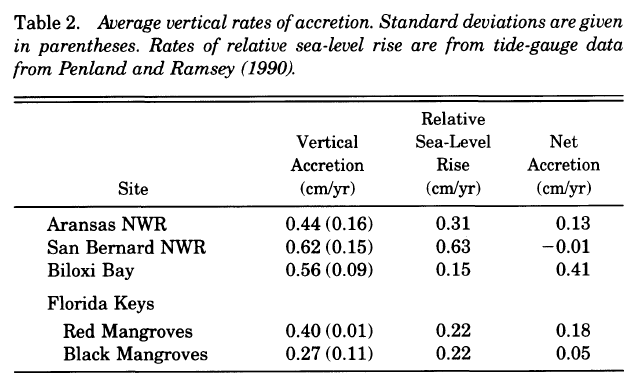 Table 2. Average vertical rates of accretion. Standard deviations are given
in parentheses. Rates of relative sea-level rise are from tide-gauge data
from Penland and Ramsey (1990).
Relative
Vertical Sea-Level Net
Accretion Rise Accretion
Site (cm/yr) (cm/yr) (cm/yr)
Aransas NWR 0.44 (0.16) 0.31 0.13
San Bernard NWR 0.62 (0.15) 0.63 −0.01
Biloxi Bay 0.56 (0.09) 0.15 0.41
Florida Keys
Red Mangroves 0.40 (0.01) 0.22 0.18
Black Mangroves 0.27 (0.11) 0.22 0.05